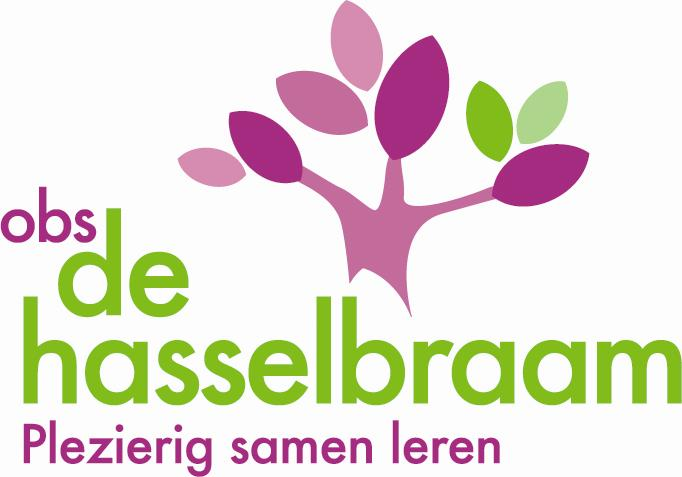 obs
de
hasselbraam
Plezierig samen leren